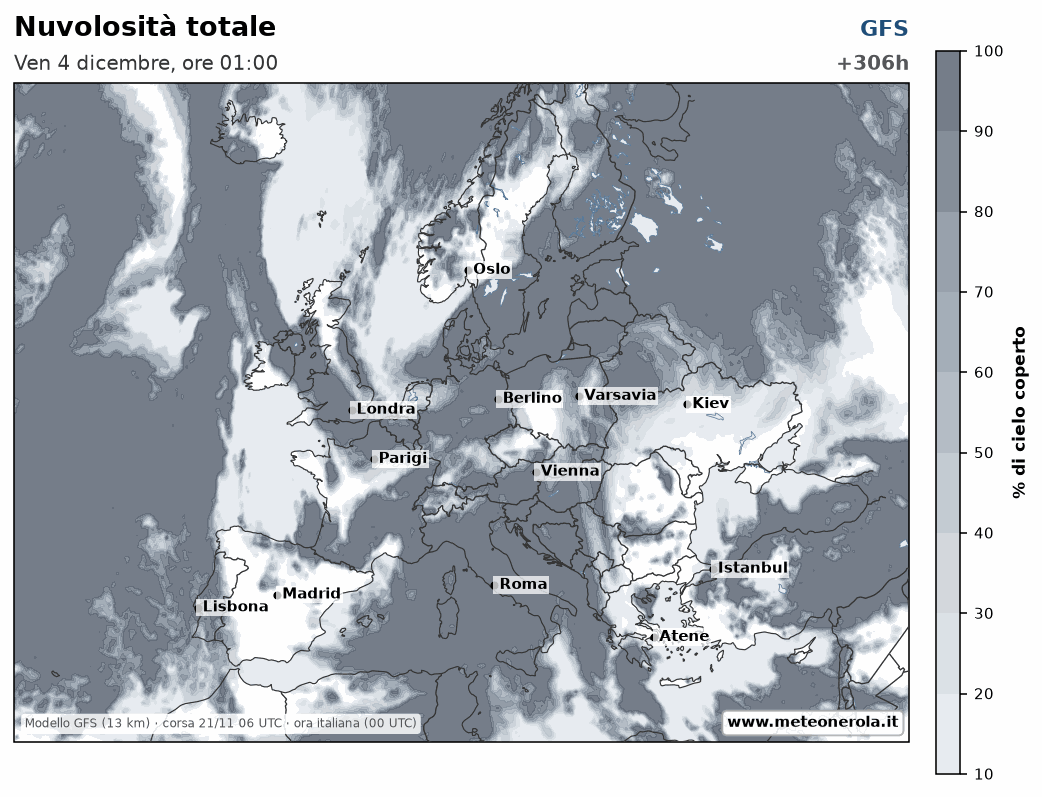 Nuvolosità totale
GFS
Ven 4 dicembre, ore 01:00
+306h
100
90
80
70
60
50
40
30
20
10
% di cielo coperto
Oslo
Londra
Berlino
Varsavia
Kiev
Parigi
Vienna
Istanbul
Roma
Madrid
Lisbona
Atene
Modello GFS (13 km) · corsa 21/11 06 UTC · ora italiana (00 UTC)
www.meteonerola.it